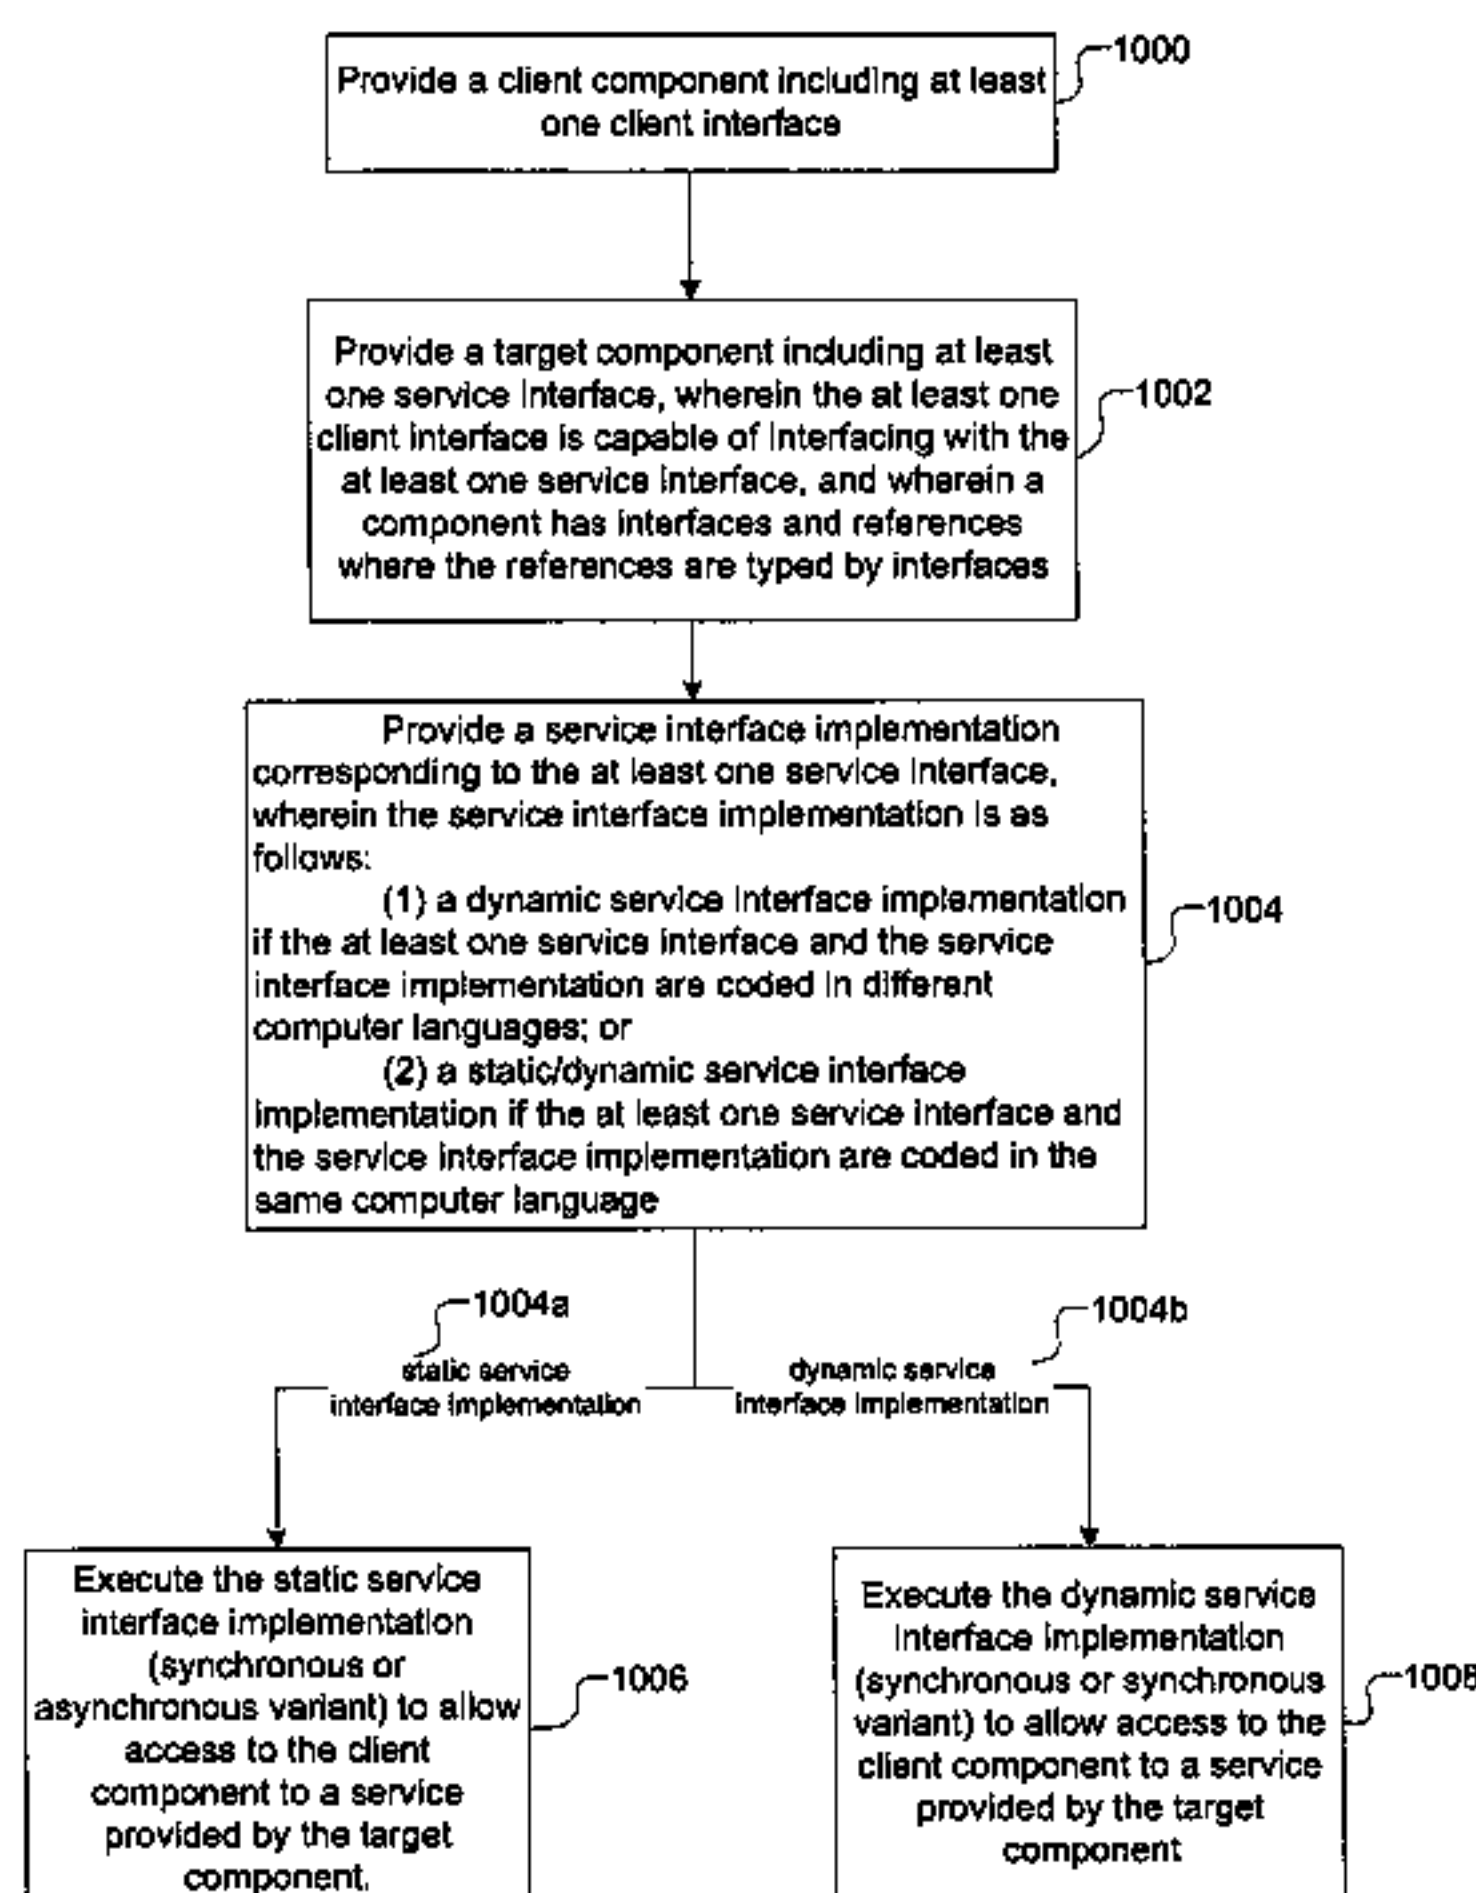 1000
Provide a client component including at least
one client interface
Provide a target component including at least
one service interface, wherein the at least one
client interface is capable of interfacing with the
at least one service interface, and wherein a
component has interfaces and references
where the references are typed by interfaces
1002
Provide a service interface implementation
corresponding to the at least one service interface,
wherein the service interface implementation is as
follows:
(1) a dynamic service interface implementation
if the at least one service interface and the service
interface implementation are coded in different
computer languages; or
(2) a static/dynamic service interface
implementation if the at least one service interface and
the service interface implementation are coded in the
same computer language
1004
1004a
static service
interface implementation
1004b
dynamic service
interface implementation
Execute the static service
interface implementation
(synchronous or
asynchronous variant) to allow
access to the client
component to a service
provided by the target
component.
1006
Execute the dynamic service
interface implementation
(synchronous or synchronous
variant) to allow access to the
client component to a service
provided by the target
component
1008